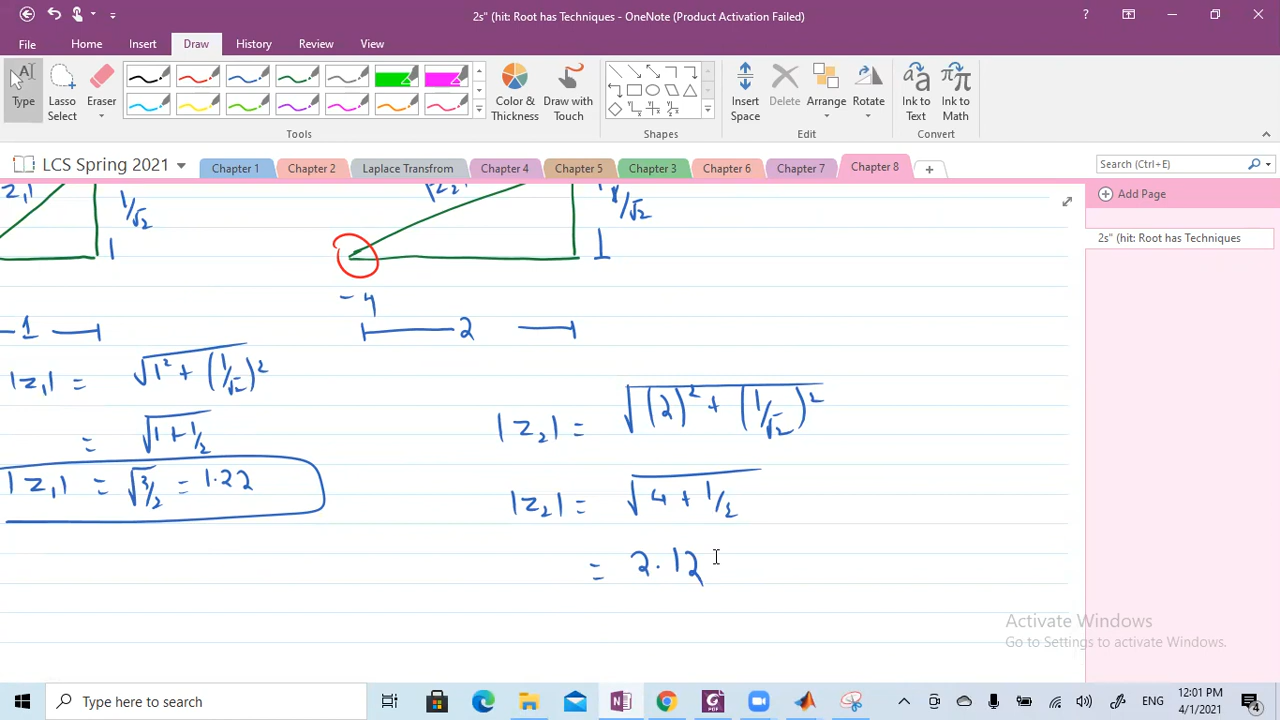 2s" (hit: Root has Techniques - OneNote (Product Activation Failed)
File Home Insert Draw History Review View
Type Lasso Select Eraser Color & Thickness Draw with Touch Insert Space Delete Arrange Rotate Ink to Text Ink to Math
Tools Shapes Edit Convert
LCS Spring 2021 Chapter 1 Chapter 2 Laplace Transfrom Chapter 4 Chapter 5 Chapter 3 Chapter 6 Chapter 7 Chapter 8 Search (Ctrl+E)
Add Page
2s" (hit: Root has Techniques
|z1| 1/√2 |z2| 1/√2
1 1
-4
1 2
|z1| = √(1² + (1/√2)²)
= √(1+1/2)
|z1| = √(3/2) = 1.22
|z2| = √((2)² + (1/√2)²)
|z2| = √(4 + 1/2)
= 2.12
Activate Windows
Go to Settings to activate Windows.
Type here to search
ENG 12:01 PM 4/1/2021 4